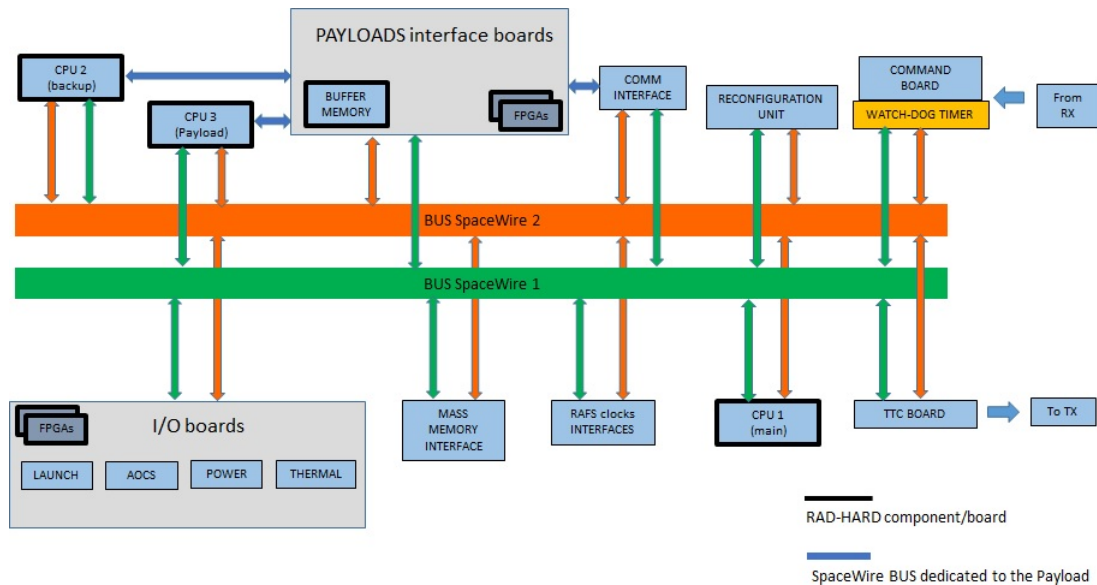 PAYLOADS interface boards
CPU 2
(backup)
CPU 3
(Payload)
BUFFER
MEMORY
FPGAs
COMM
INTERFACE
RECONFIGURATION
UNIT
COMMAND
BOARD
WATCH-DOG TIMER
From
RX
BUS SpaceWire 2
BUS SpaceWire 1
FPGAs
I/O boards
LAUNCH
AOCS
POWER
THERMAL
MASS
MEMORY
INTERFACE
RAFS clocks
INTERFACES
CPU 1
(main)
TTC BOARD
To TX
RAD-HARD component/board
SpaceWire BUS dedicated to the Payload